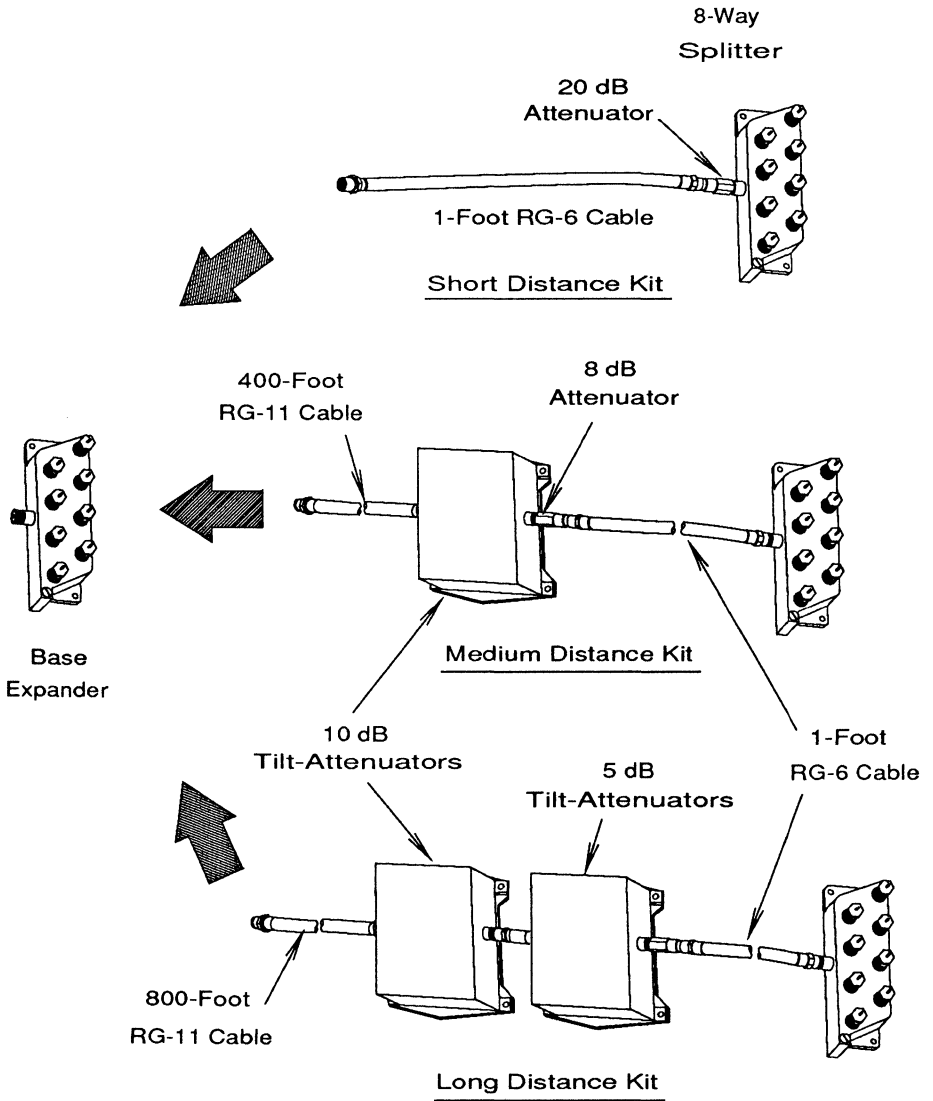 8-Way
Splitter
20 dB
Attenuator
1-Foot RG-6 Cable
Short Distance Kit
400-Foot
RG-11 Cable
8 dB
Attenuator
Base
Expander
Medium Distance Kit
10 dB
Tilt-Attenuators
5 dB
Tilt-Attenuators
1-Foot
RG-6 Cable
800-Foot
RG-11 Cable
Long Distance Kit